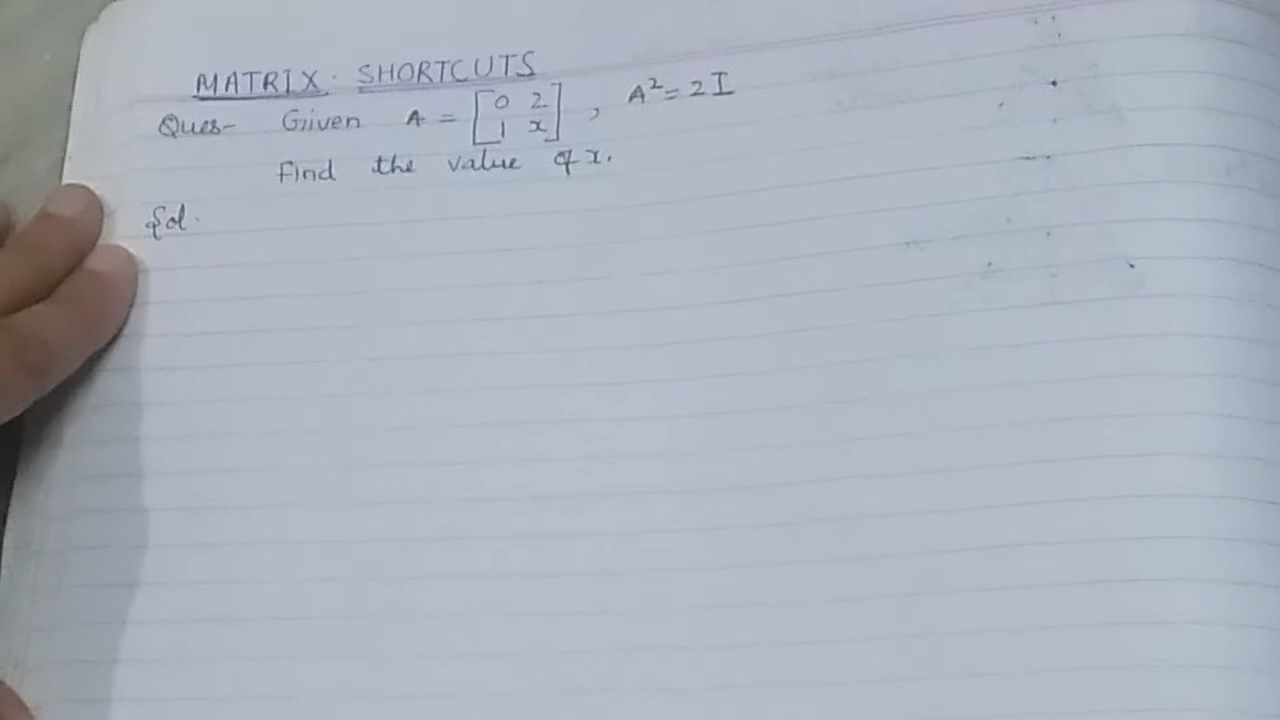 MATRIX SHORTCUTS
Ques- Given A = [0 2
1 x] , A² = 2I
Find the value of x.
Sol.